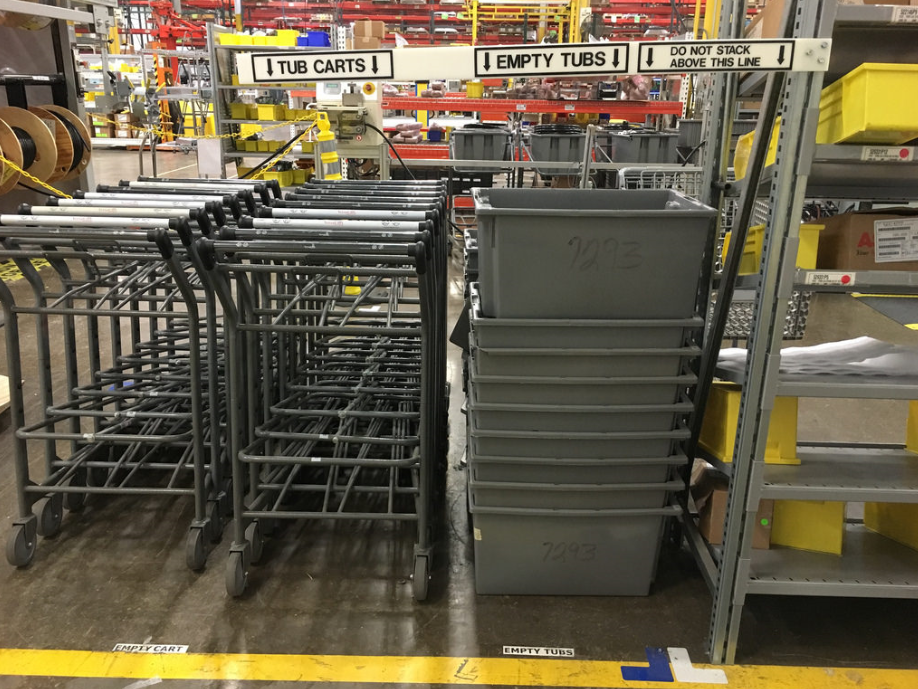 ↓ TUB CARTS ↓
↓ EMPTY TUBS ↓
↓ DO NOT STACK ↓
ABOVE THIS LINE
7293
7293
EMPTY CART
EMPTY TUBS